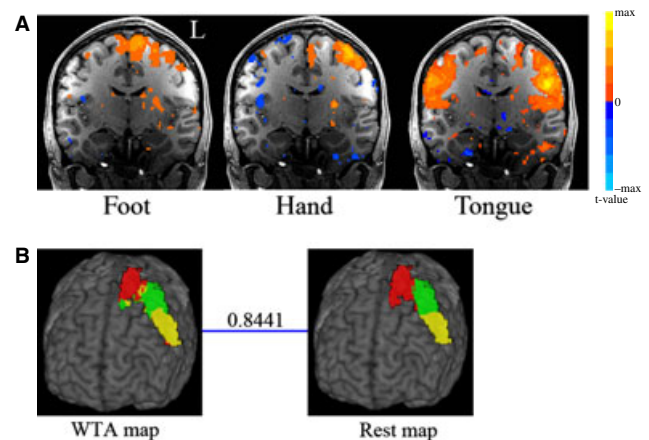 A
L
max
0
–max
t-value
Foot Hand Tongue
B
0.8441
WTA map Rest map